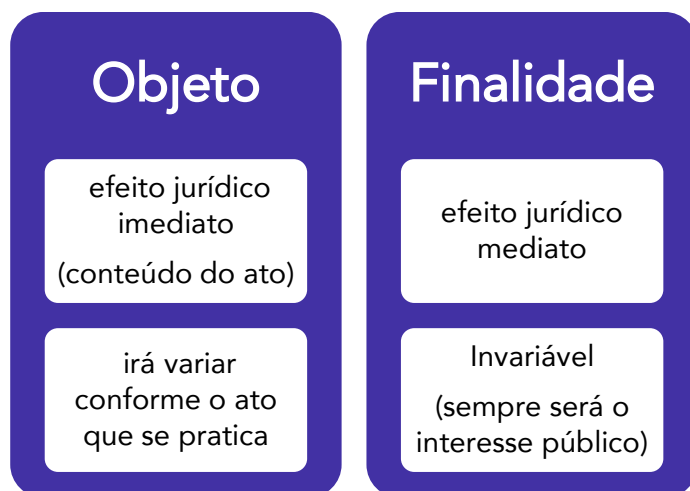 Objeto
efeito jurídico
imediato
(conteúdo do ato)
irá variar
conforme o ato
que se pratica
Finalidade
efeito jurídico
mediato
Invariável
(sempre será o
interesse público)